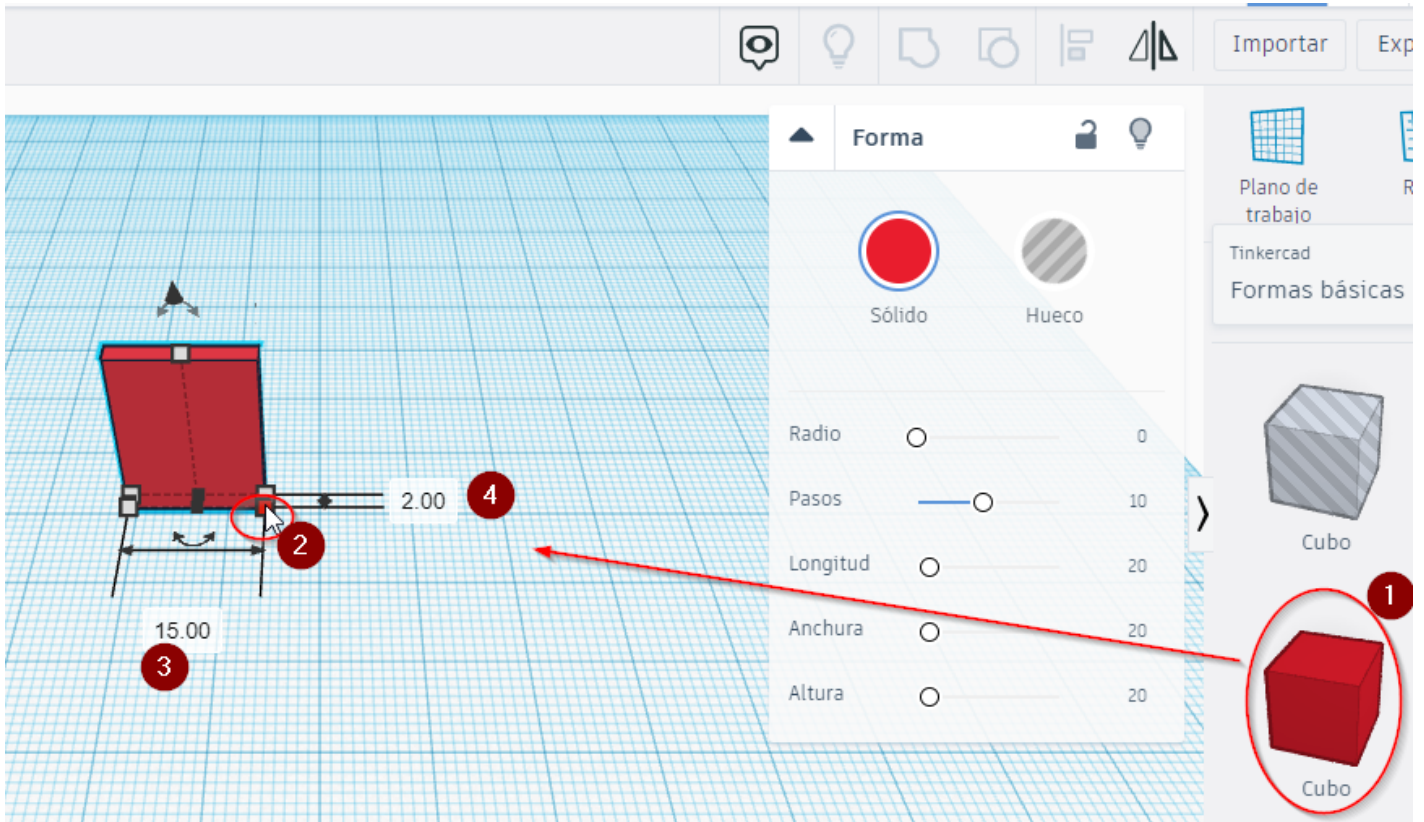 Importar
Exp
Forma
Plano de
trabajo
R
Tinkercad
Formas básicas
Sólido
Hueco
Radio 0
Pasos 10
Longitud 20
Anchura 20
Altura 20
2.00
4
2
15.00
3
Cubo
1
Cubo